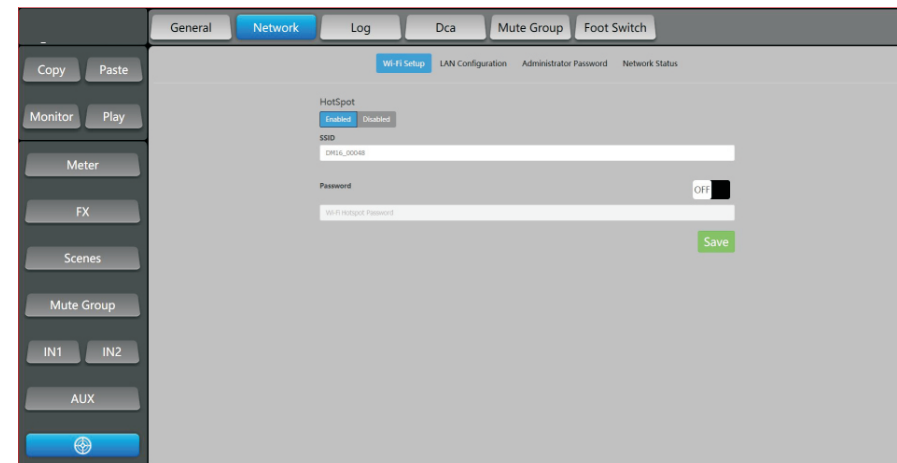 General Network Log Dca Mute Group Foot Switch
Copy Paste
Wi-Fi Setup LAN Configuration Administrator Password Network Status
Monitor Play
HotSpot
Enabled Disabled
SSID
DM16_00048
Meter
Password
OFF
FX
Wi-Fi Hotspot Password
Save
Scenes
Mute Group
IN1 IN2
AUX